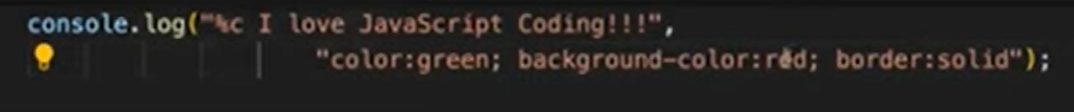 console.log("%c I love JavaScript Coding!!!",
"color:green; background-color:red; border:solid");